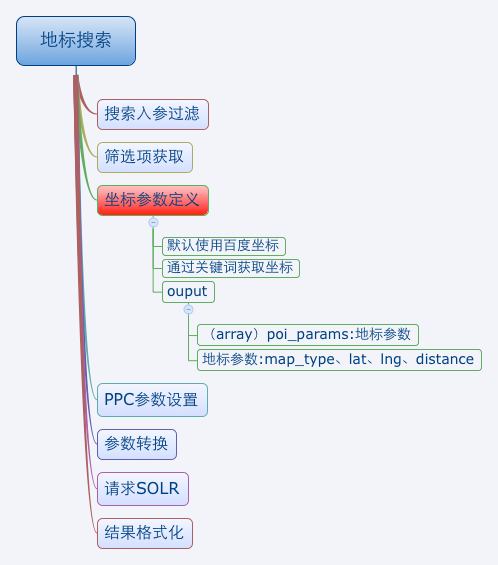 地标搜索
搜索入参过滤
筛选项获取
坐标参数定义
默认使用百度坐标
通过关键词获取坐标
ouput
（array）poi_params:地标参数
地标参数:map_type、lat、lng、distance
PPC参数设置
参数转换
请求SOLR
结果格式化